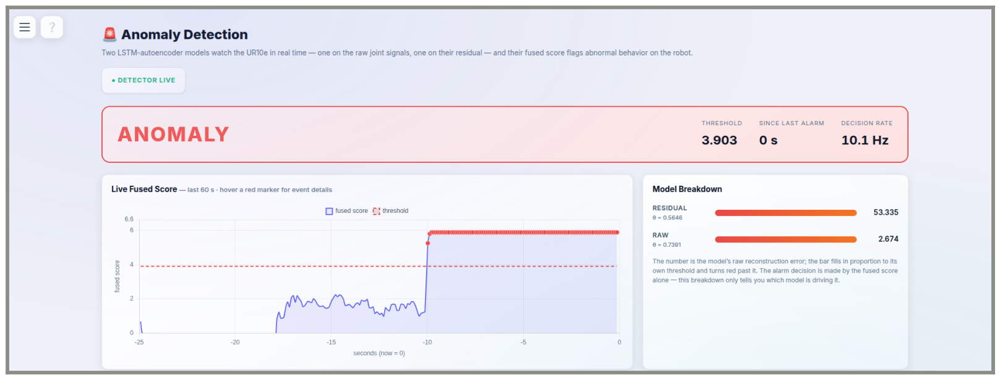 ?
🚨 Anomaly Detection
Two LSTM-autoencoder models watch the UR10e in real time — one on the raw joint signals, one on their residual — and their fused score flags abnormal behavior on the robot.
• DETECTOR LIVE
ANOMALY
THRESHOLD
3.903
SINCE LAST ALARM
0 s
DECISION RATE
10.1 Hz
Live Fused Score — last 60 s · hover a red marker for event details
fused score
threshold
6.6
6
4
2
0
fused score
-25
-20
-15
-10
-5
0
seconds (now = 0)
Model Breakdown
RESIDUAL
θ = 0.5646
53.335
RAW
θ = 0.7391
2.674
The number is the model's raw reconstruction error; the bar fills in proportion to its
own threshold and turns red past it. The alarm decision is made by the fused score
alone — this breakdown only tells you which model is driving it.